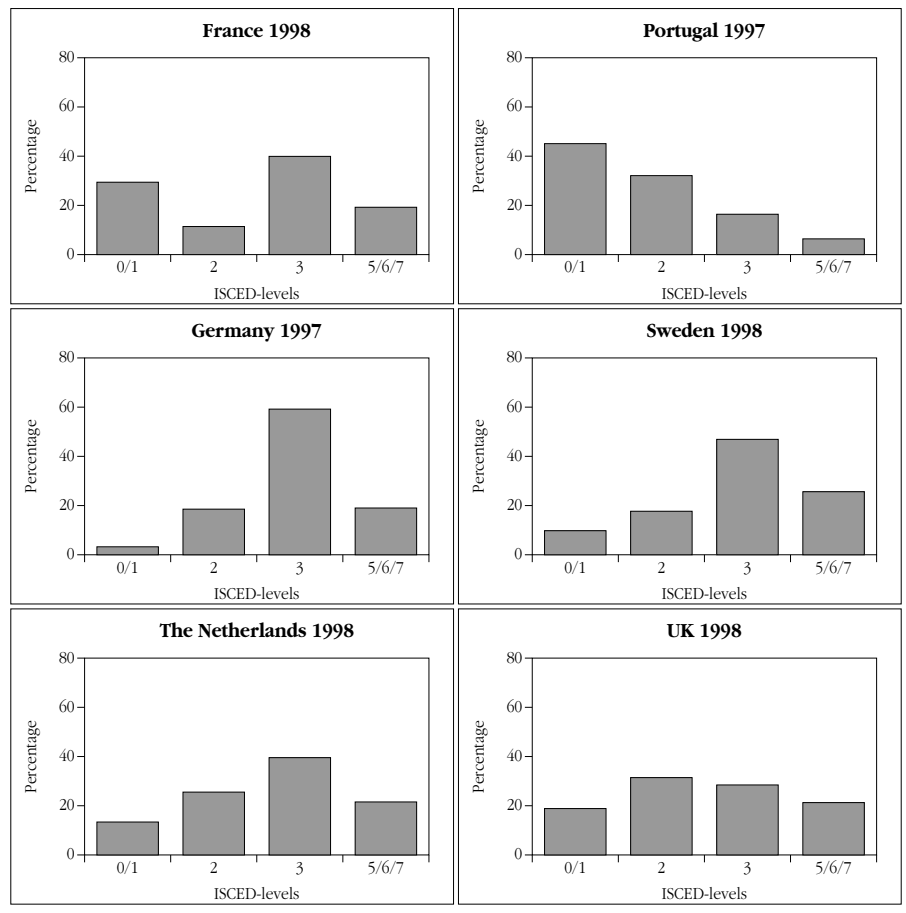 France 1998
80
60
40
20
0
Percentage
0/1 2 3 5/6/7
ISCED-levels
Portugal 1997
80
60
40
20
0
Percentage
0/1 2 3 5/6/7
ISCED-levels
Germany 1997
80
60
40
20
0
Percentage
0/1 2 3 5/6/7
ISCED-levels
Sweden 1998
80
60
40
20
0
Percentage
0/1 2 3 5/6/7
ISCED-levels
The Netherlands 1998
80
60
40
20
0
Percentage
0/1 2 3 5/6/7
ISCED-levels
UK 1998
80
60
40
20
0
Percentage
0/1 2 3 5/6/7
ISCED-levels